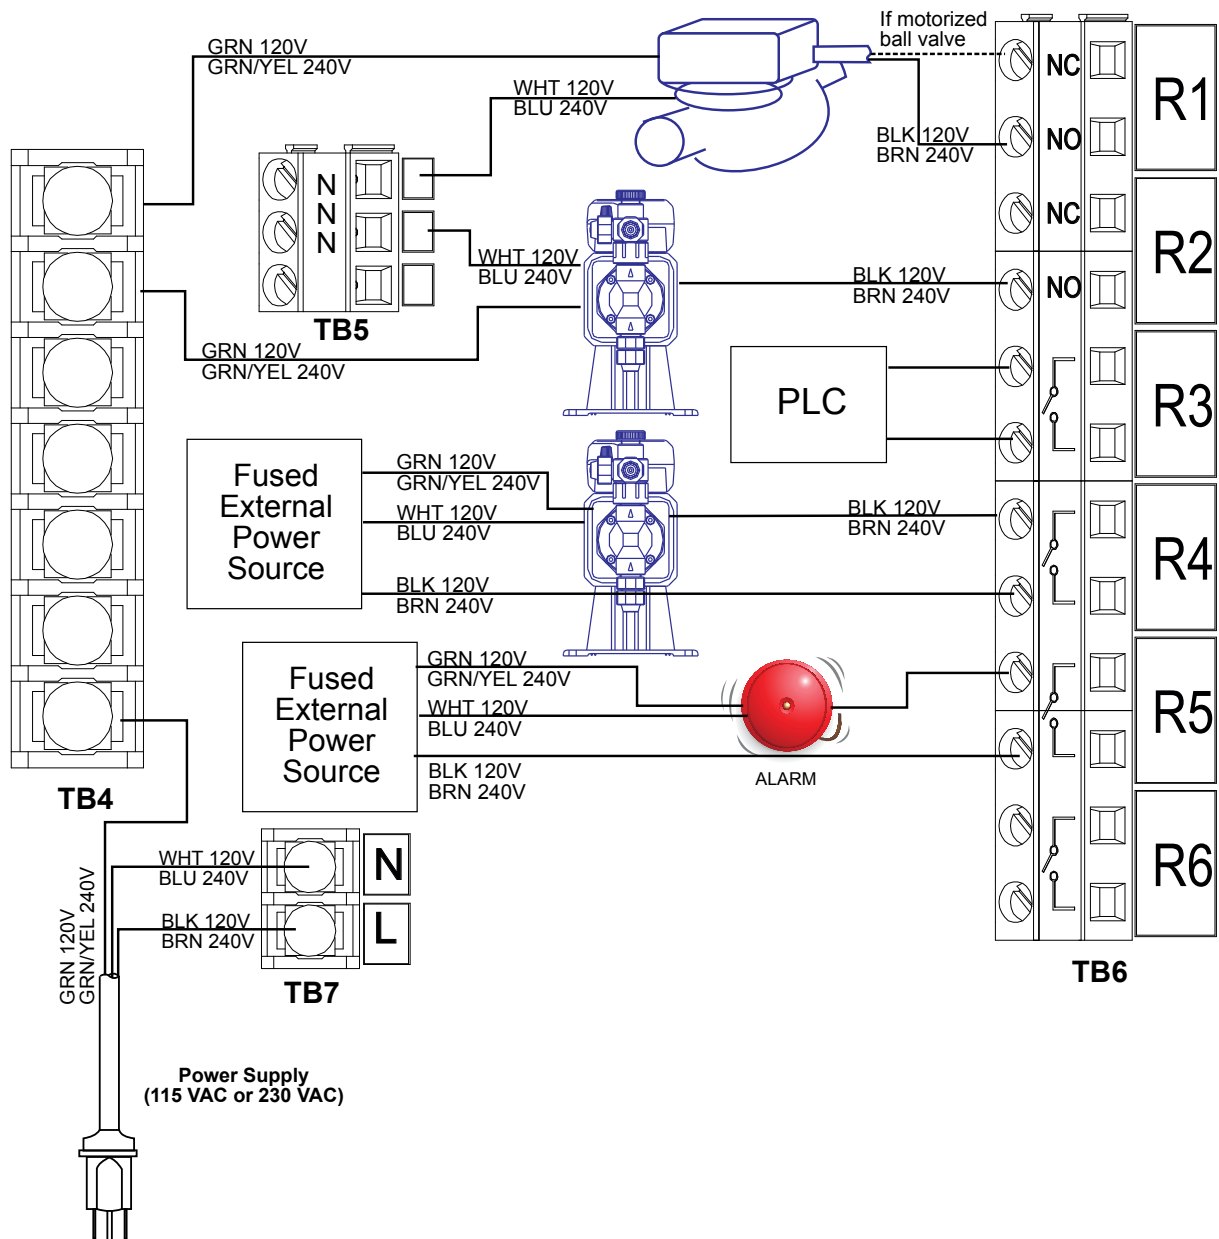 If motorized
ball valve
GRN 120V
GRN/YEL 240V
WHT 120V
BLU 240V
BLK 120V
BRN 240V
NC
NO
R1
N
N
N
TB5
WHT 120V
BLU 240V
BLK 120V
BRN 240V
NC
NO
R2
GRN 120V
GRN/YEL 240V
PLC
R3
Fused
External
Power
Source
GRN 120V
GRN/YEL 240V
WHT 120V
BLU 240V
BLK 120V
BRN 240V
BLK 120V
BRN 240V
R4
Fused
External
Power
Source
GRN 120V
GRN/YEL 240V
WHT 120V
BLU 240V
BLK 120V
BRN 240V
ALARM
R5
TB4
R6
WHT 120V
BLU 240V
N
BLK 120V
BRN 240V
L
GRN 120V
GRN/YEL 240V
TB7
TB6
Power Supply
(115 VAC or 230 VAC)